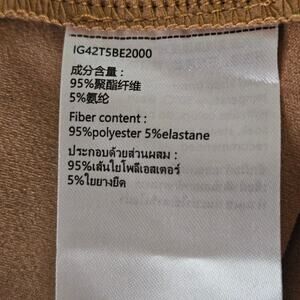 IG42T5BE2000
成分含量 :
95%聚酯纤维
5%氨纶
Fiber content :
95%polyester 5%elastane
ประกอบด้วยส่วนผสม :
95%เส้นใยโพลีเอสเตอร์
5%ใยยางยืด